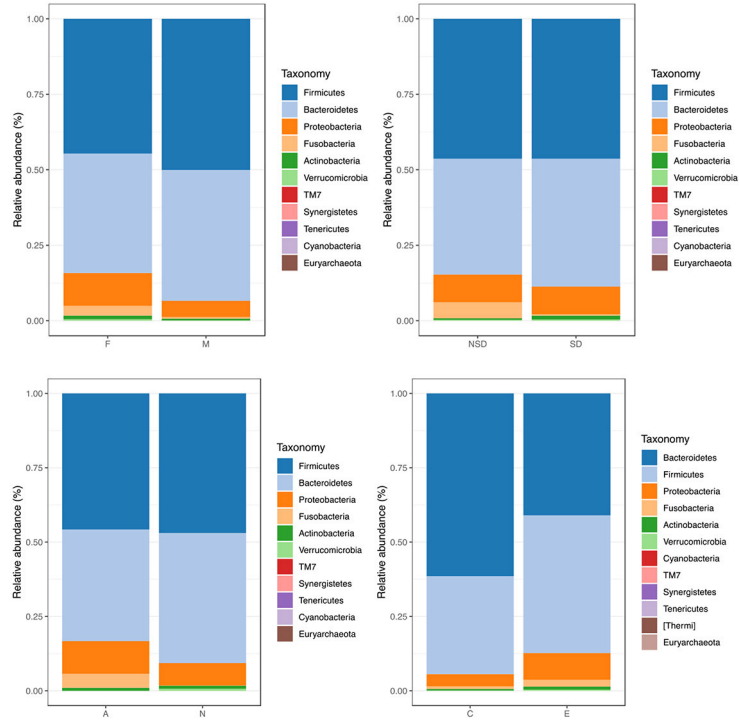 1.00
0.75
0.50
0.25
0.00
Relative abundance (%)
F M
Taxonomy
Firmicutes
Bacteroidetes
Proteobacteria
Fusobacteria
Actinobacteria
Verrucomicrobia
TM7
Synergistetes
Tenericutes
Cyanobacteria
Euryarchaeota
1.00
0.75
0.50
0.25
0.00
Relative abundance (%)
NSD SD
Taxonomy
Firmicutes
Bacteroidetes
Proteobacteria
Fusobacteria
Actinobacteria
Verrucomicrobia
TM7
Synergistetes
Tenericutes
Cyanobacteria
Euryarchaeota
1.00
0.75
0.50
0.25
0.00
Relative abundance (%)
A N
Taxonomy
Firmicutes
Bacteroidetes
Proteobacteria
Fusobacteria
Actinobacteria
Verrucomicrobia
TM7
Synergistetes
Tenericutes
Cyanobacteria
Euryarchaeota
1.00
0.75
0.50
0.25
0.00
Relative abundance (%)
C E
Taxonomy
Bacteroidetes
Firmicutes
Proteobacteria
Fusobacteria
Actinobacteria
Verrucomicrobia
Cyanobacteria
TM7
Synergistetes
Tenericutes
[Thermi]
Euryarchaeota